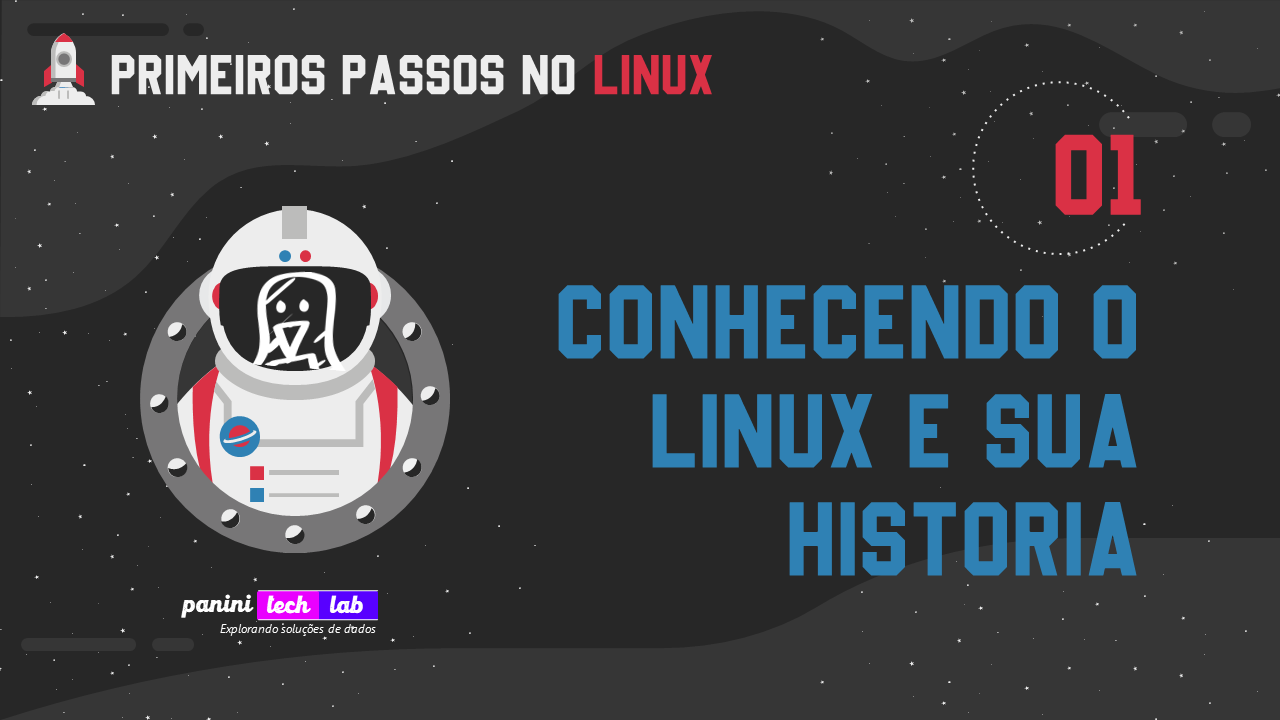 PRIMEIROS PASSOS NO LINUX
01
CONHECENDO O
LINUX E SUA
HISTORIA
panini tech lab
Explorando soluções de dados